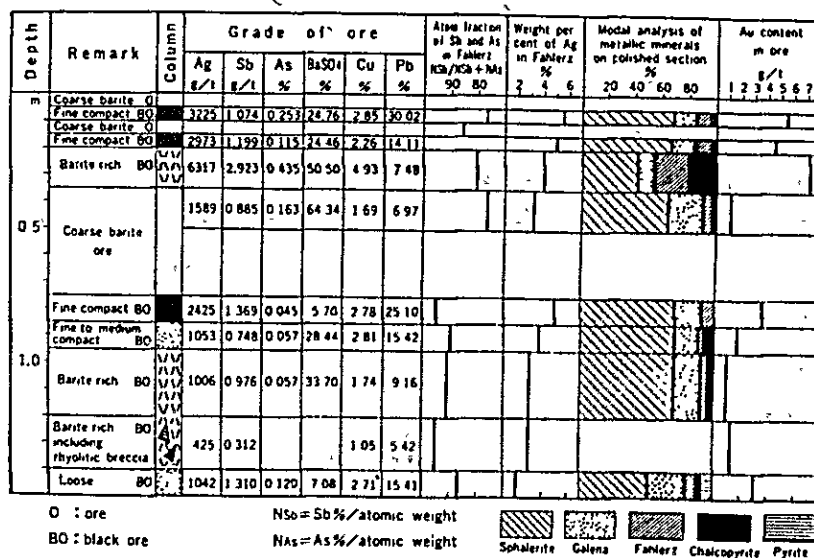 Depth
Remark
Column
Grade of ore
Ag g/t
Sb g/t
As %
BaSO4 %
Cu %
Pb %
Atom fraction of Sb and As in Fahlerz NSb/NSb + NAs
90 80
Weight per cent of Ag in Fahlerz %
2 4 6
Modal analysis of metallic minerals on polished section %
20 40 60 80
Au content in ore g/t
1 2 3 4 5 6 7
m
Coarse barite O
Fine compact BO 3225 1.074 0.253 24.76 2.85 30.02
Coarse barite O
Fine compact BO 2973 1.199 0.115 24.46 2.26 14.11
Barite rich BO 6317 2.923 0.435 50.50 4.93 7.48
1589 0.885 0.163 64.34 1.69 6.97
0.5
Coarse barite ore
Fine compact BO 2425 1.369 0.045 5.70 2.78 25.10
Fine to medium compact BO 1053 0.748 0.057 28.44 2.81 15.42
1.0
Barite rich BO 1006 0.976 0.057 33.70 1.74 9.16
Barite rich BO including rhyolitic breccia 425 0.312 1.05 5.42
Loose BO 1042 1.310 0.120 7.08 2.71 15.41
O : ore
BO : black ore
NSb = Sb%/atomic weight
NAs = As%/atomic weight
Sphalerite Galena Fahlerz Chalcopyrite Pyrite